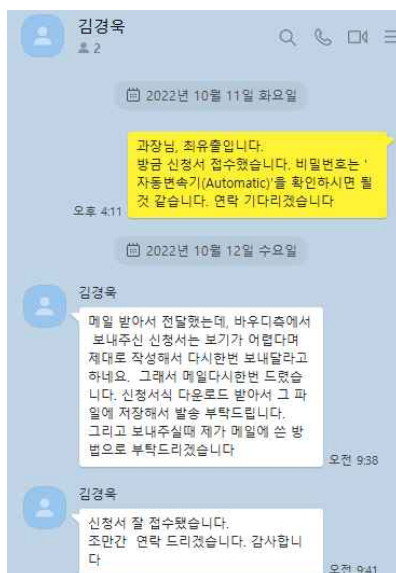 김경욱
2
2022년 10월 11일 화요일
과장님, 최유출입니다.
방금 신청서 접수했습니다. 비밀번호는 '
자동변속기(Automatic)'을 확인하시면 될
것 같습니다. 연락 기다리겠습니다
오후 4:11
2022년 10월 12일 수요일
김경욱
메일 받아서 전달했는데, 바우디측에서
보내주신 신청서는 보기가 어렵다며
제대로 작성해서 다시한번 보내달라고
하네요. 그래서 메일다시한번 드렸습
니다. 신청서식 다운로드 받아서 그 파
일에 저장해서 발송 부탁드립니다.
그리고 보내주실때 제가 메일에 쓴 방
법으로 부탁드리겠습니다
오전 9:38
김경욱
신청서 잘 접수됐습니다.
조만간 연락 드리겠습니다. 감사합니
다
오전 9:41